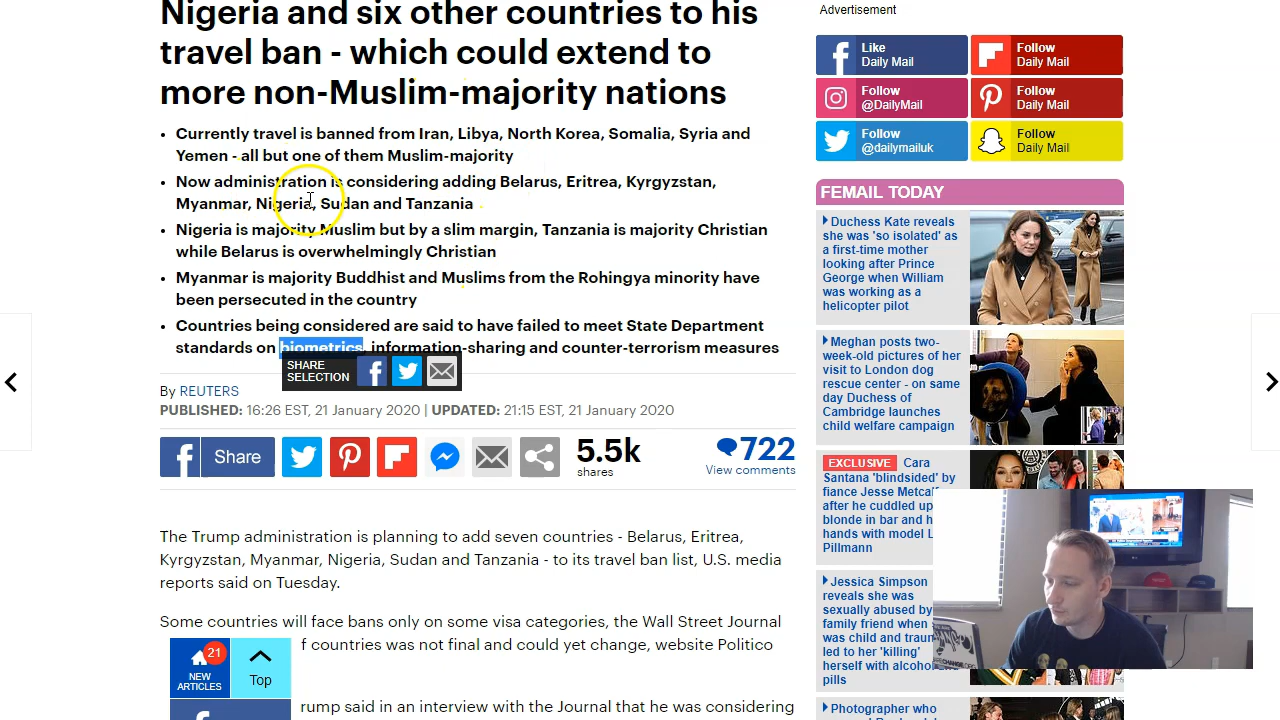 Nigeria and six other countries to his
travel ban - which could extend to
more non-Muslim-majority nations
Currently travel is banned from Iran, Libya, North Korea, Somalia, Syria and
Yemen - all but one of them Muslim-majority
Now administration is considering adding Belarus, Eritrea, Kyrgyzstan,
Myanmar, Nigeria, Sudan and Tanzania
Nigeria is majority Muslim but by a slim margin, Tanzania is majority Christian
while Belarus is overwhelmingly Christian
Myanmar is majority Buddhist and Muslims from the Rohingya minority have
been persecuted in the country
Countries being considered are said to have failed to meet State Department
standards on biometrics, information-sharing and counter-terrorism measures
SHARE
SELECTION
By REUTERS
PUBLISHED: 16:26 EST, 21 January 2020 | UPDATED: 21:15 EST, 21 January 2020
Share
5.5k
shares
722
View comments
The Trump administration is planning to add seven countries - Belarus, Eritrea,
Kyrgyzstan, Myanmar, Nigeria, Sudan and Tanzania - to its travel ban list, U.S. media
reports said on Tuesday.
Some countries will face bans only on some visa categories, the Wall Street Journal
f countries was not final and could yet change, website Politico
rump said in an interview with the Journal that he was considering
21
NEW
ARTICLES
Top
Advertisement
Like
Daily Mail
Follow
Daily Mail
Follow
@DailyMail
Follow
Daily Mail
Follow
@dailymailuk
Follow
Daily Mail
FEMAIL TODAY
Duchess Kate reveals
she was 'so isolated' as
a first-time mother
looking after Prince
George when William
was working as a
helicopter pilot
Meghan posts two-
week-old pictures of her
visit to London dog
rescue center - on same
day Duchess of
Cambridge launches
child welfare campaign
EXCLUSIVE Cara
Santana 'blindsided' by
fiance Jesse Metcal
after he cuddled up
blonde in bar and h
hands with model L
Pillmann
Jessica Simpson
reveals she was
sexually abused by
family friend when
was child and traun
led to her 'killing'
herself with alcohol
pills
Photographer who